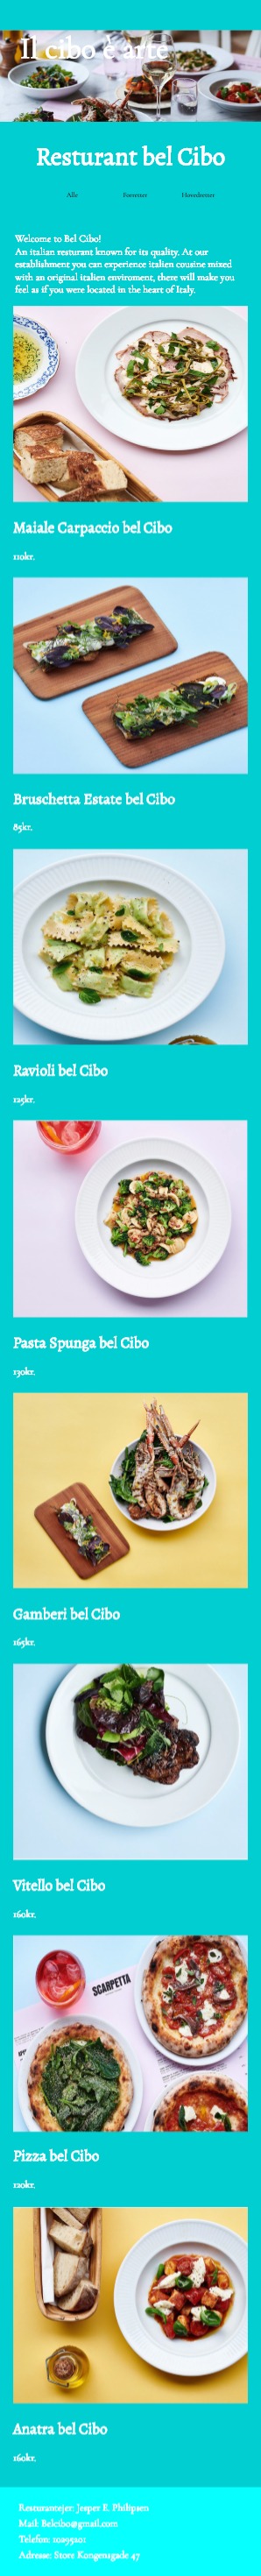 Il cibo è arte
Resturant bel Cibo
Alle Forretter Hovedretter
Welcome to Bel Cibo!
An italian resturant known for its quality. At our
establishment you can experience italien cousine mixed
with an original italien enviroment, there will make you
feel as if you were located in the heart of Italy.
Maiale Carpaccio bel Cibo
110kr.
Bruschetta Estate bel Cibo
85kr.
Ravioli bel Cibo
125kr.
Pasta Spunga bel Cibo
130kr.
Gamberi bel Cibo
165kr.
Vitello bel Cibo
160kr.
SCARPETTA
Pizza bel Cibo
120kr.
Anatra bel Cibo
160kr.
Resturantejer: Jesper E. Philipsen
Mail: Belcibo@gmail.com
Telefon:
Adresse: Store Kongensgade 47